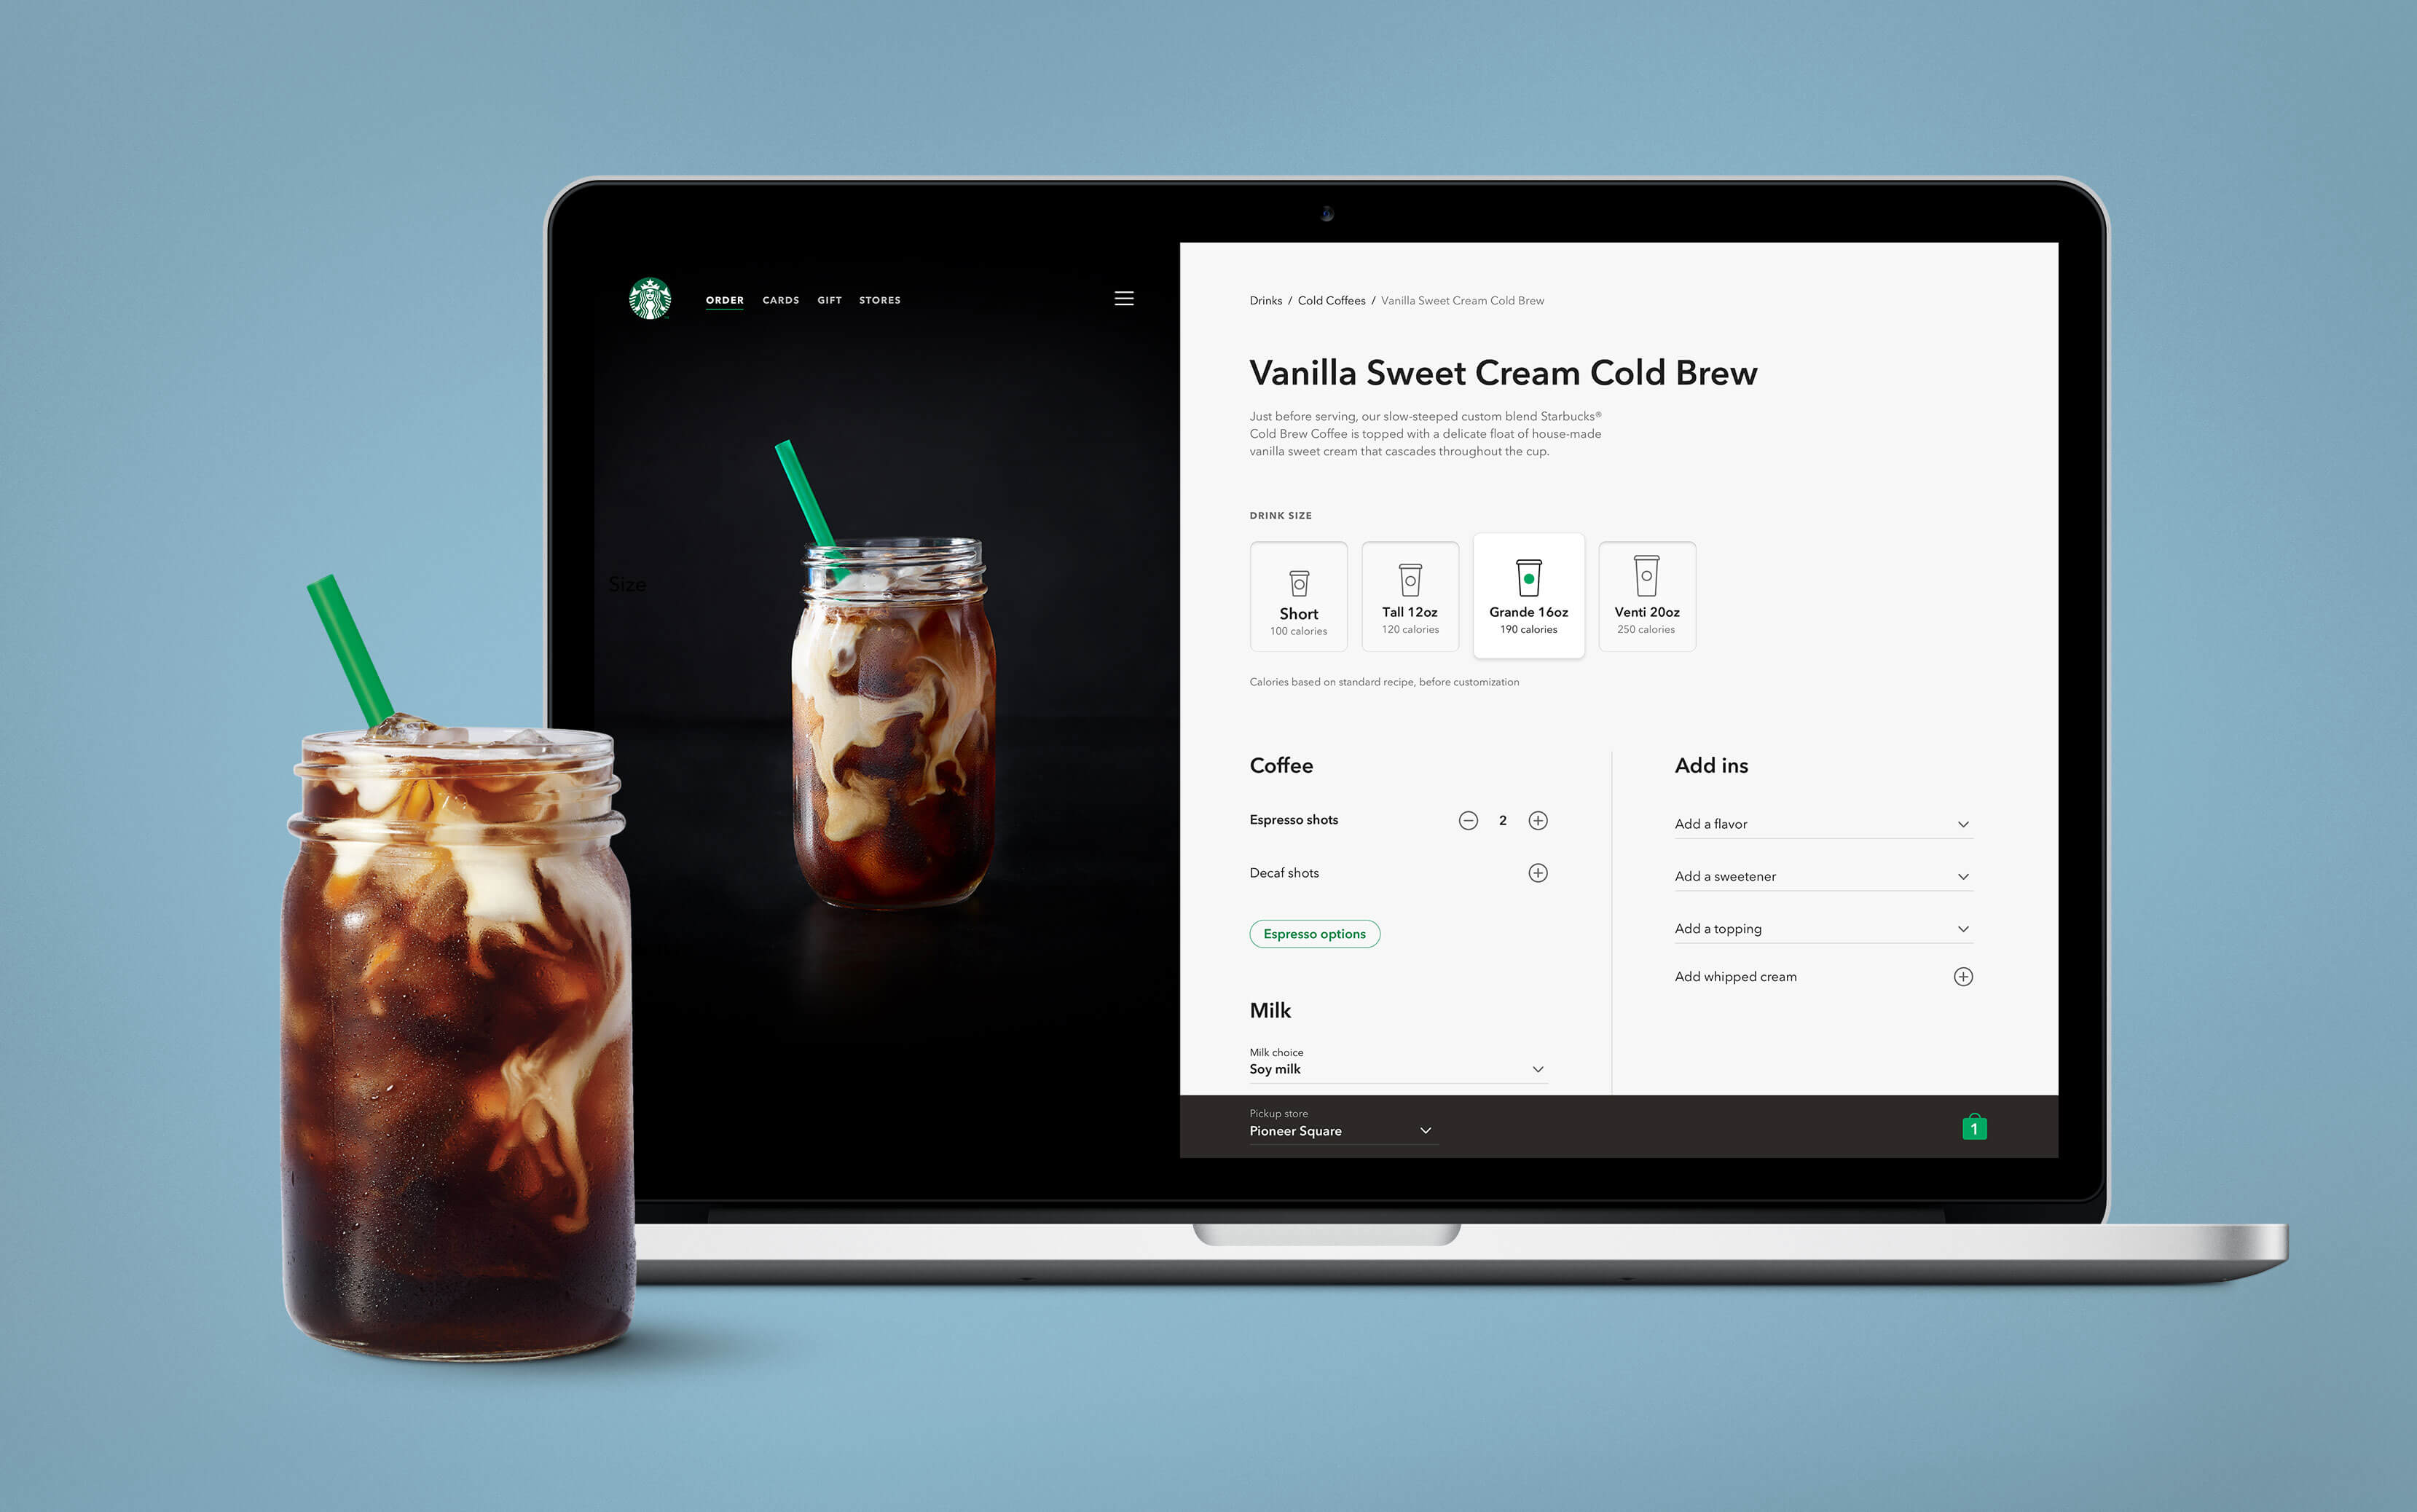 ORDER CARDS GIFT STORES
Size
Drinks / Cold Coffees / Vanilla Sweet Cream Cold Brew
Vanilla Sweet Cream Cold Brew
Just before serving, our slow-steeped custom blend Starbucks®
Cold Brew Coffee is topped with a delicate float of house-made
vanilla sweet cream that cascades throughout the cup.
DRINK SIZE
Short
100 calories
Tall 12oz
120 calories
Grande 16oz
190 calories
Venti 20oz
250 calories
Calories based on standard recipe, before customization
Coffee
Espresso shots 2
Decaf shots
Espresso options
Milk
Milk choice
Soy milk
Add ins
Add a flavor
Add a sweetener
Add a topping
Add whipped cream
Pickup store
Pioneer Square
1